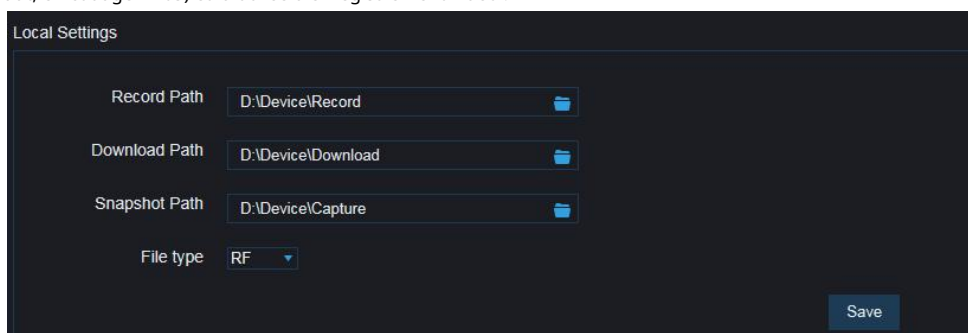 Local Settings
Record Path D:\Device\Record
Download Path D:\Device\Download
Snapshot Path D:\Device\Capture
File type RF
Save